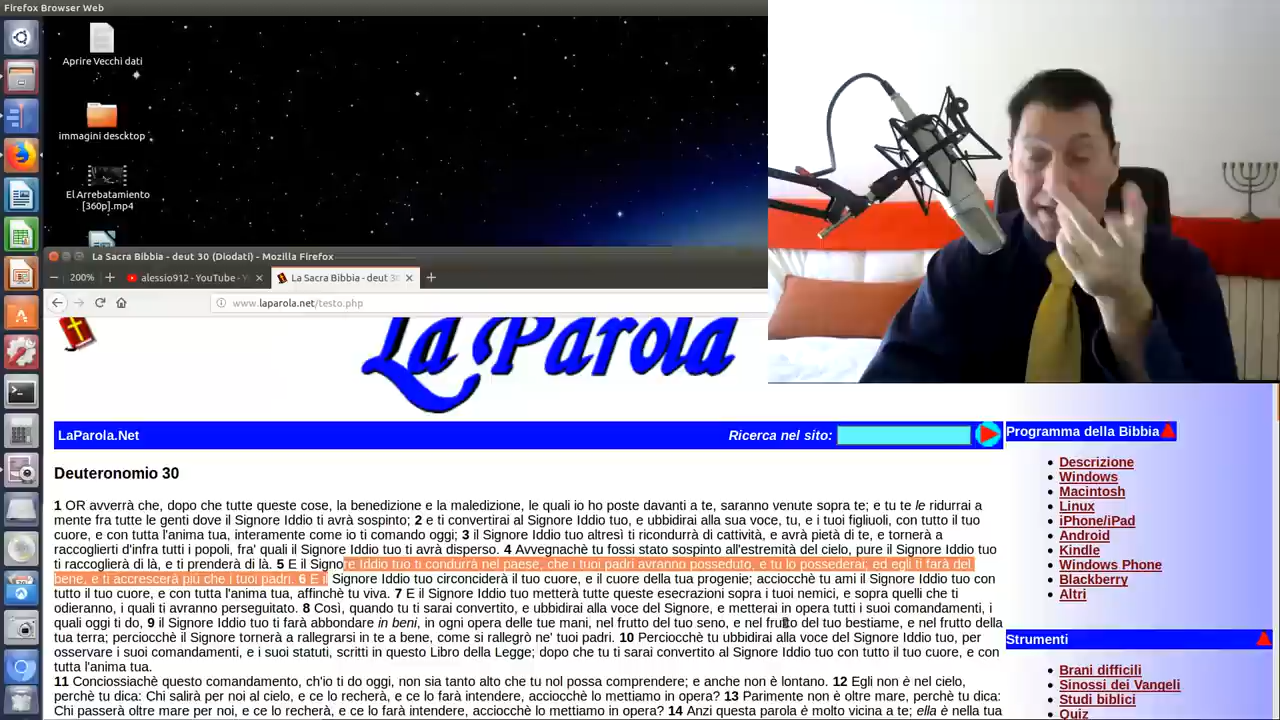 Firefox Browser Web
Aprire Vecchi dati
immagini descktop
El Arrebatamiento
[360p].mp4
La Sacra Bibbia - deut 30 (Diodati) - Mozilla Firefox
200%
alessio912 - YouTube -
La Sacra Bibbia - deut 30
www.laparola.net/testo.php
La Parola
LaParola.Net
Ricerca nel sito:
Deuteronomio 30
1 OR avverrà che, dopo che tutte queste cose, la benedizione e la maledizione, le quali io ho poste davanti a te, saranno venute sopra te; e tu te le ridurrai a
mente fra tutte le genti dove il Signore Iddio ti avrà sospinto; 2 e ti convertirai al Signore Iddio tuo, e ubbidirai alla sua voce, tu, e i tuoi figliuoli, con tutto il tuo
cuore, e con tutta l'anima tua, interamente come io ti comando oggi; 3 il Signore Iddio tuo altresì ti ricondurrà di cattività, e avrà pietà di te, e tornerà a
raccoglierti d'infra tutti i popoli, fra' quali il Signore Iddio tuo ti avrà disperso. 4 Avvegnachè tu fossi stato sospinto all'estremità del cielo, pure il Signore Iddio tuo
ti raccoglierà di là, e ti prenderà di là. 5 E il Signore Iddio tuo ti condurrà nel paese, che i tuoi padri avranno posseduto, e tu lo possederai; ed egli ti farà del
bene, e ti accrescerà più che i tuoi padri. 6 E il Signore Iddio tuo circonciderà il tuo cuore, e il cuore della tua progenie; acciocchè tu ami il Signore Iddio tuo con
tutto il tuo cuore, e con tutta l'anima tua, affinchè tu viva. 7 E il Signore Iddio tuo metterà tutte queste esecrazioni sopra i tuoi nemici, e sopra quelli che ti
odieranno, i quali ti avranno perseguitato. 8 Così, quando tu ti sarai convertito, e ubbidirai alla voce del Signore, e metterai in opera tutti i suoi comandamenti, i
quali oggi ti do, 9 il Signore Iddio tuo ti farà abbondare in beni, in ogni opera delle tue mani, nel frutto del tuo seno, e nel frutto del tuo bestiame, e nel frutto della
tua terra; perciocchè il Signore tornerà a rallegrarsi in te a bene, come si rallegrò ne' tuoi padri. 10 Perciocchè tu ubbidirai alla voce del Signore Iddio tuo, per
osservare i suoi comandamenti, e i suoi statuti, scritti in questo Libro della Legge; dopo che tu ti sarai convertito al Signore Iddio tuo con tutto il tuo cuore, e con
tutta l'anima tua.
11 Conciossiachè questo comandamento, ch'io ti do oggi, non sia tanto alto che tu nol possa comprendere; e anche non è lontano. 12 Egli non è nel cielo,
perchè tu dica: Chi salirà per noi al cielo, e ce lo recherà, e ce lo farà intendere, acciocchè lo mettiamo in opera? 13 Parimente non è oltre mare, perchè tu dica:
Chi passerà oltre mare per noi, e ce lo recherà, e ce lo farà intendere, acciocchè lo mettiamo in opera? 14 Anzi questa parola è molto vicina a te; ella è nella tua
Programma della Bibbia
Descrizione
Windows
Macintosh
Linux
iPhone/iPad
Android
Kindle
Windows Phone
Blackberry
Altri
Strumenti
Brani difficili
Sinossi dei Vangeli
Studi biblici
Quiz